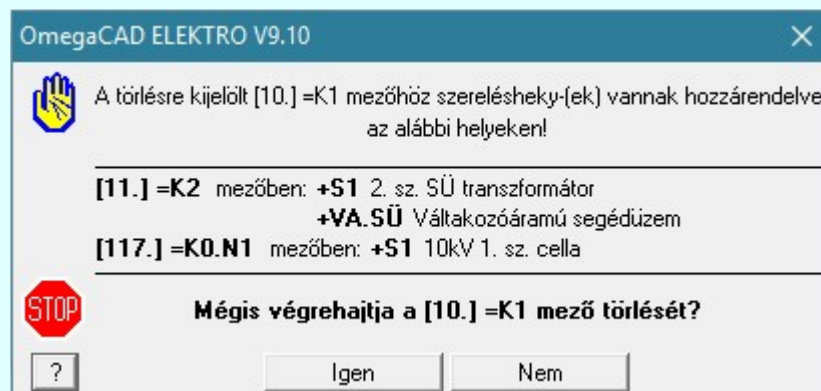 OmegaCAD ELEKTRO V9.10
A törlésre kijelölt [10.] =K1 mezőhöz szerelésheky-(ek) vannak hozzárendelve
az alábbi helyeken!
[11.] =K2 mezőben: +S1 2. sz. SÜ transzformátor
+VA.SÜ Váltakozóáramú segédüzem
[117.] =K0.N1 mezőben: +S1 10kV 1. sz. cella
STOP
Mégis végrehajtja a [10.] =K1 mező törlését?
? Igen Nem